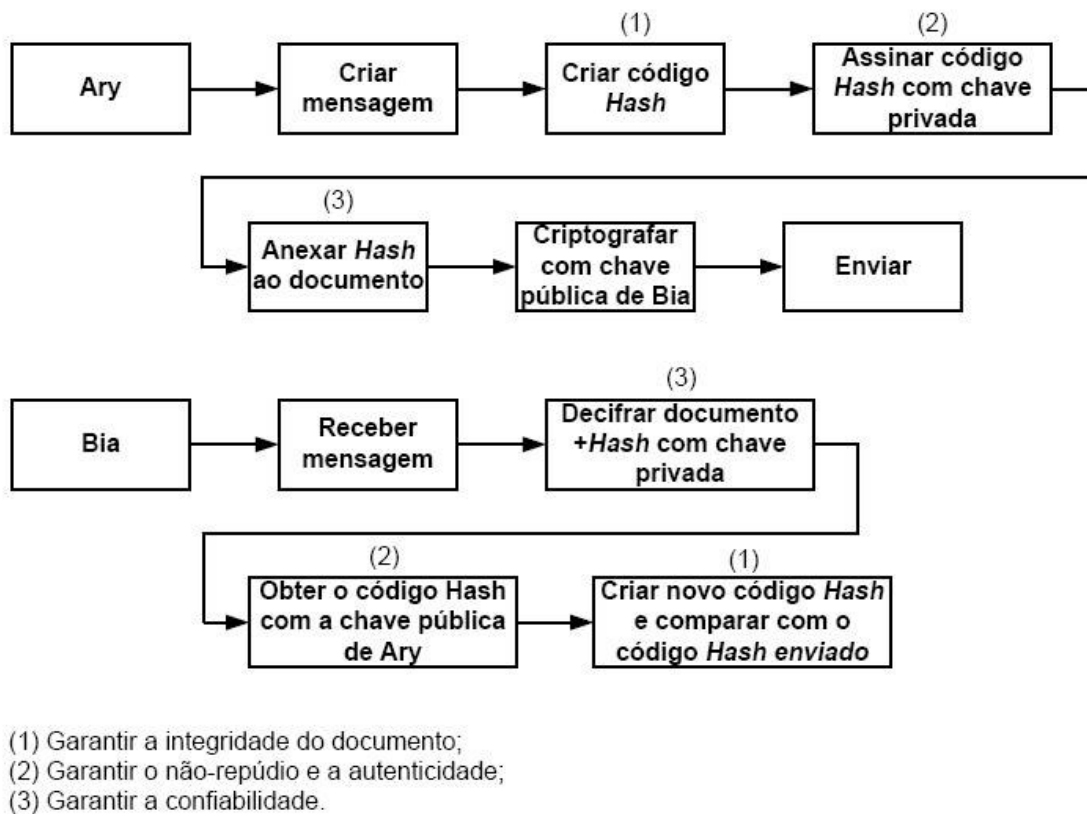 (1)
(2)
Ary
Criar
mensagem
Criar código
Hash
Assinar código
Hash com chave
privada
(3)
Anexar Hash
ao documento
Criptografar
com chave
pública de Bia
Enviar
(3)
Bia
Receber
mensagem
Decifrar documento
+Hash com chave
privada
(2)
(1)
Obter o código Hash
com a chave pública
de Ary
Criar novo código Hash
e comparar com o
código Hash enviado
(1) Garantir a integridade do documento;
(2) Garantir o não-repúdio e a autenticidade;
(3) Garantir a confiabilidade.